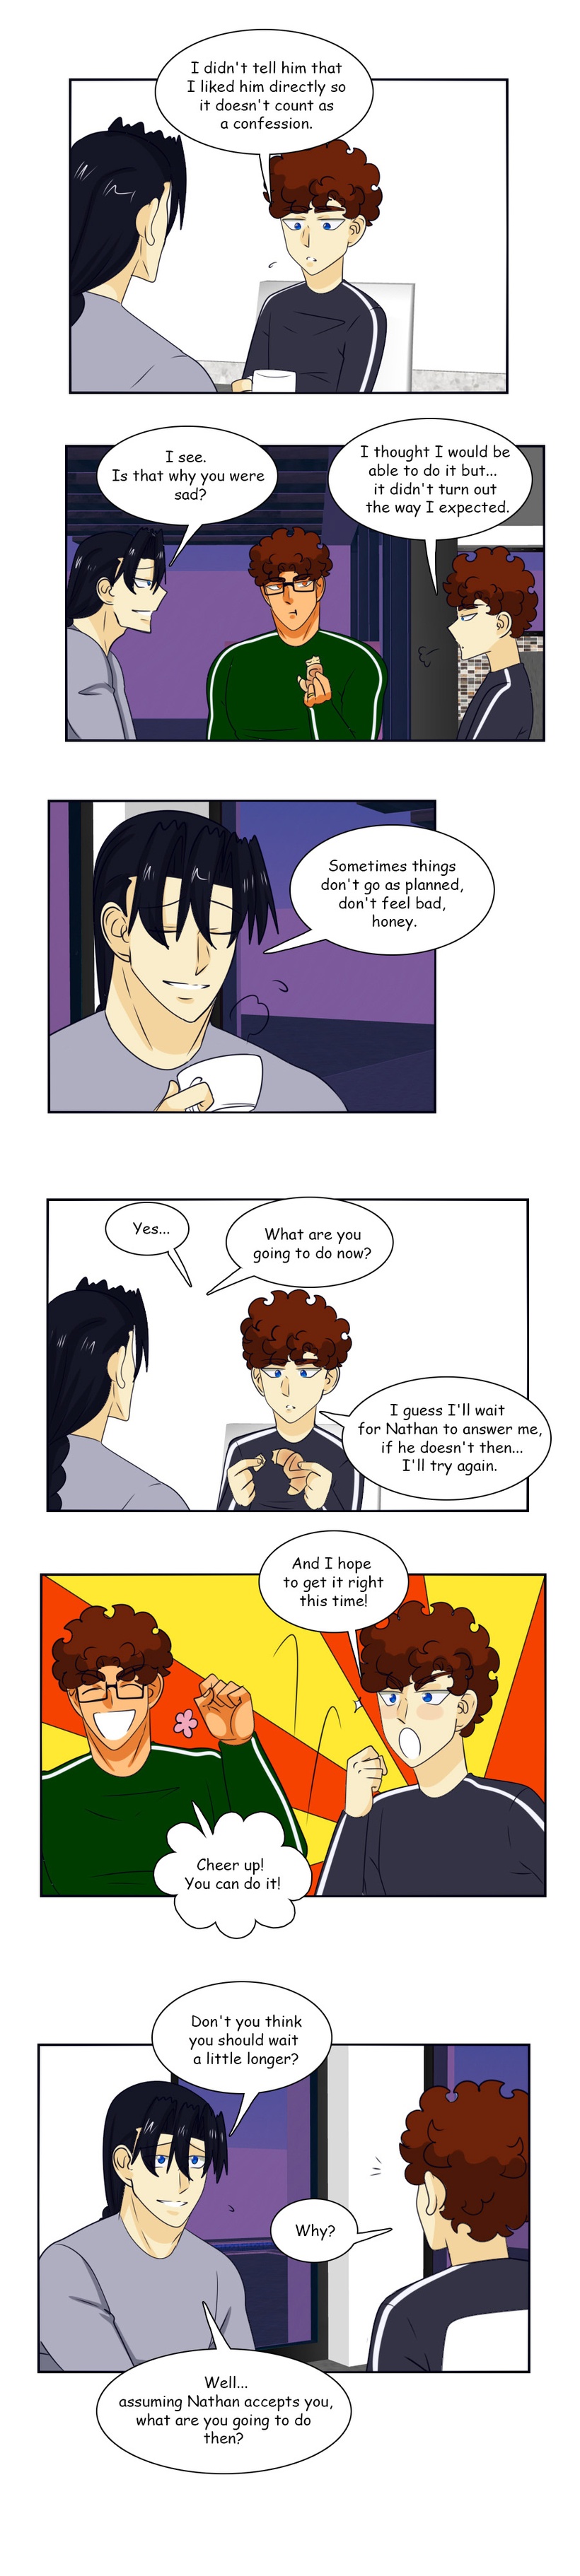 I didn't tell him that
I liked him directly so
it doesn't count as
a confession.
I see.
Is that why you were
sad?
I thought I would be
able to do it but...
it didn't turn out
the way I expected.
Sometimes things
don't go as planned,
don't feel bad,
honey.
Yes...
What are you
going to do now?
I guess I'll wait
for Nathan to answer me,
if he doesn't then...
I'll try again.
And I hope
to get it right
this time!
Cheer up!
You can do it!
Don't you think
you should wait
a little longer?
Why?
Well...
assuming Nathan accepts you,
what are you going to do
then?